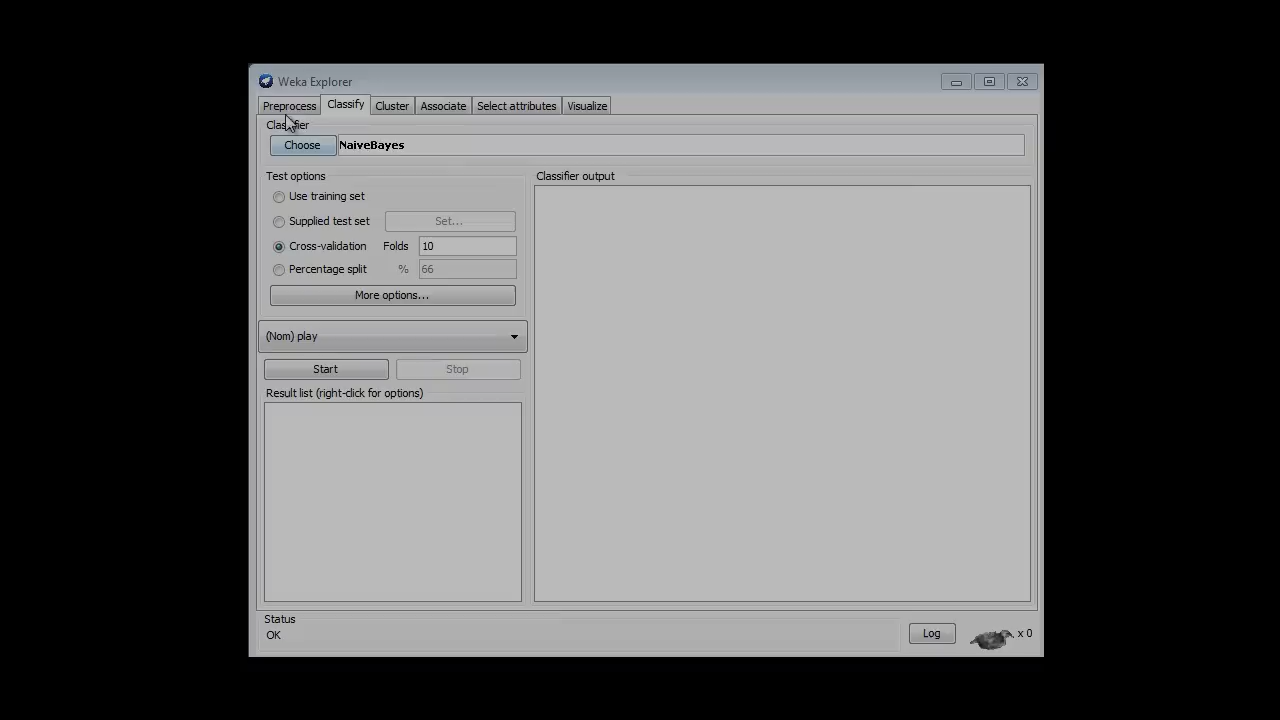 Weka Explorer
Preprocess Classify Cluster Associate Select attributes Visualize
Classifier
Choose NaiveBayes
Test options
Use training set
Supplied test set Set...
Cross-validation Folds 10
Percentage split % 66
More options...
(Nom) play
Start Stop
Result list (right-click for options)
Classifier output
Status
OK
Log x 0